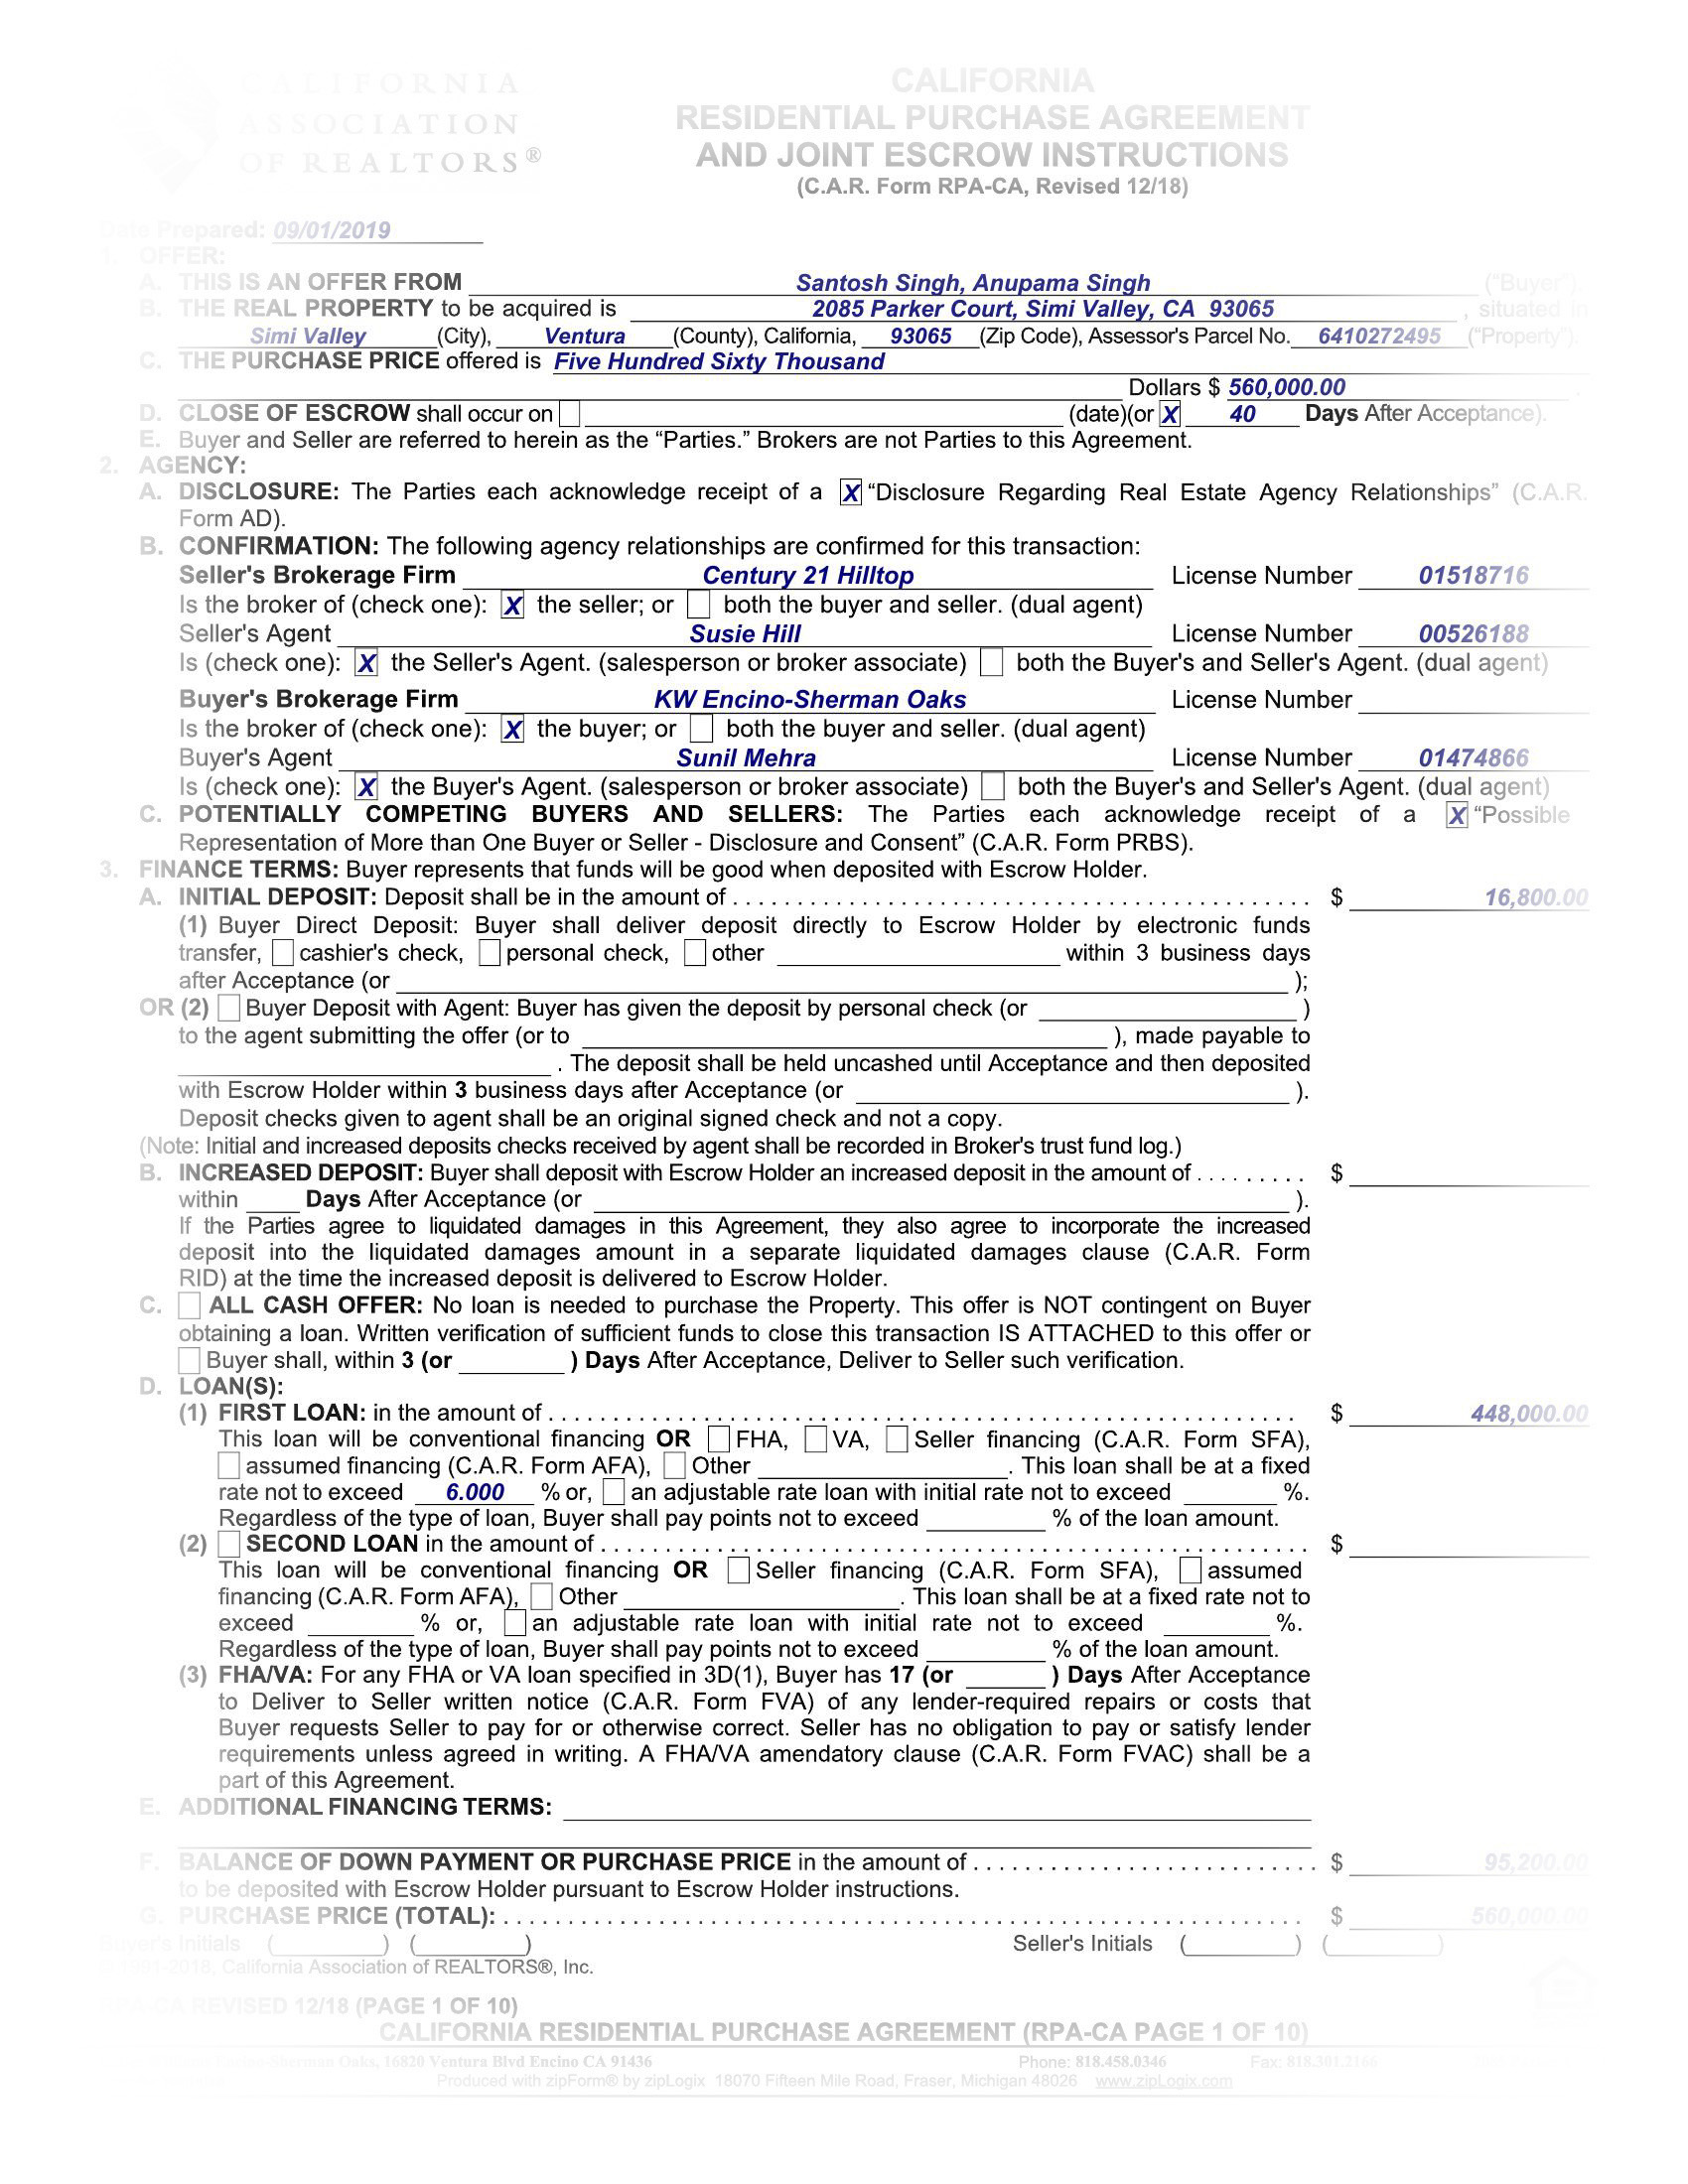 CALIFORNIA
ASSOCIATION
OF REALTORS®
CALIFORNIA
RESIDENTIAL PURCHASE AGREEMENT
AND JOINT ESCROW INSTRUCTIONS
(C.A.R. Form RPA-CA, Revised 12/18)
Date Prepared: 09/01/2019
1. OFFER:
A. THIS IS AN OFFER FROM Santosh Singh, Anupama Singh ("Buyer").
B. THE REAL PROPERTY to be acquired is 2085 Parker Court, Simi Valley, CA 93065 , situated in
Simi Valley (City), Ventura (County), California, 93065 (Zip Code), Assessor's Parcel No. 6410272495 ("Property").
C. THE PURCHASE PRICE offered is Five Hundred Sixty Thousand
Dollars $ 560,000.00 .
D. CLOSE OF ESCROW shall occur on (date)(or X 40 Days After Acceptance).
E. Buyer and Seller are referred to herein as the “Parties.” Brokers are not Parties to this Agreement.
2. AGENCY:
A. DISCLOSURE: The Parties each acknowledge receipt of a X “Disclosure Regarding Real Estate Agency Relationships” (C.A.R.
Form AD).
B. CONFIRMATION: The following agency relationships are confirmed for this transaction:
Seller's Brokerage Firm Century 21 Hilltop License Number 01518716
Is the broker of (check one): X the seller; or both the buyer and seller. (dual agent)
Seller's Agent Susie Hill License Number 00526188
Is (check one): X the Seller's Agent. (salesperson or broker associate) both the Buyer's and Seller's Agent. (dual agent)
Buyer's Brokerage Firm KW Encino-Sherman Oaks License Number
Is the broker of (check one): X the buyer; or both the buyer and seller. (dual agent)
Buyer's Agent Sunil Mehra License Number 01474866
Is (check one): X the Buyer's Agent. (salesperson or broker associate) both the Buyer's and Seller's Agent. (dual agent)
C. POTENTIALLY COMPETING BUYERS AND SELLERS: The Parties each acknowledge receipt of a X “Possible
Representation of More than One Buyer or Seller - Disclosure and Consent” (C.A.R. Form PRBS).
3. FINANCE TERMS: Buyer represents that funds will be good when deposited with Escrow Holder.
A. INITIAL DEPOSIT: Deposit shall be in the amount of . . . . . . . . . . $ 16,800.00
(1) Buyer Direct Deposit: Buyer shall deliver deposit directly to Escrow Holder by electronic funds
transfer, cashier's check, personal check, other within 3 business days
after Acceptance (or );
OR (2) Buyer Deposit with Agent: Buyer has given the deposit by personal check (or )
to the agent submitting the offer (or to ), made payable to
. The deposit shall be held uncashed until Acceptance and then deposited
with Escrow Holder within 3 business days after Acceptance (or ).
Deposit checks given to agent shall be an original signed check and not a copy.
(Note: Initial and increased deposits checks received by agent shall be recorded in Broker's trust fund log.)
B. INCREASED DEPOSIT: Buyer shall deposit with Escrow Holder an increased deposit in the amount of . . . . . . . . . $
within Days After Acceptance (or ).
If the Parties agree to liquidated damages in this Agreement, they also agree to incorporate the increased
deposit into the liquidated damages amount in a separate liquidated damages clause (C.A.R. Form
RID) at the time the increased deposit is delivered to Escrow Holder.
C. ALL CASH OFFER: No loan is needed to purchase the Property. This offer is NOT contingent on Buyer
obtaining a loan. Written verification of sufficient funds to close this transaction IS ATTACHED to this offer or
Buyer shall, within 3 (or ) Days After Acceptance, Deliver to Seller such verification.
D. LOAN(S):
(1) FIRST LOAN: in the amount of . . . . . . . . . . $ 448,000.00
This loan will be conventional financing OR FHA, VA, Seller financing (C.A.R. Form SFA),
assumed financing (C.A.R. Form AFA), Other . This loan shall be at a fixed
rate not to exceed 6.000 % or, an adjustable rate loan with initial rate not to exceed %.
Regardless of the type of loan, Buyer shall pay points not to exceed % of the loan amount.
(2) SECOND LOAN in the amount of . . . . . . . . . . $
This loan will be conventional financing OR Seller financing (C.A.R. Form SFA), assumed
financing (C.A.R. Form AFA), Other . This loan shall be at a fixed rate not to
exceed % or, an adjustable rate loan with initial rate not to exceed %.
Regardless of the type of loan, Buyer shall pay points not to exceed % of the loan amount.
(3) FHA/VA: For any FHA or VA loan specified in 3D(1), Buyer has 17 (or ) Days After Acceptance
to Deliver to Seller written notice (C.A.R. Form FVA) of any lender-required repairs or costs that
Buyer requests Seller to pay for or otherwise correct. Seller has no obligation to pay or satisfy lender
requirements unless agreed in writing. A FHA/VA amendatory clause (C.A.R. Form FVAC) shall be a
part of this Agreement.
E. ADDITIONAL FINANCING TERMS:
F. BALANCE OF DOWN PAYMENT OR PURCHASE PRICE in the amount of . . . . . . . . . . $ 95,200.00
to be deposited with Escrow Holder pursuant to Escrow Holder instructions.
G. PURCHASE PRICE (TOTAL): . . . . . . . . . . $ 560,000.00
Buyer's Initials ( ) ( ) Seller's Initials ( ) ( )
© 1991-2018, California Association of REALTORS®, Inc.
RPA-CA REVISED 12/18 (PAGE 1 OF 10)
CALIFORNIA RESIDENTIAL PURCHASE AGREEMENT (RPA-CA PAGE 1 OF 10)
Encino-Sherman Oaks, 16820 Ventura Blvd Encino CA 91436 Phone: 818.458.0346 Fax: 818.301.2166
Produced with zipForm® by zipLogix 18070 Fifteen Mile Road, Fraser, Michigan 48026 www.zipLogix.com